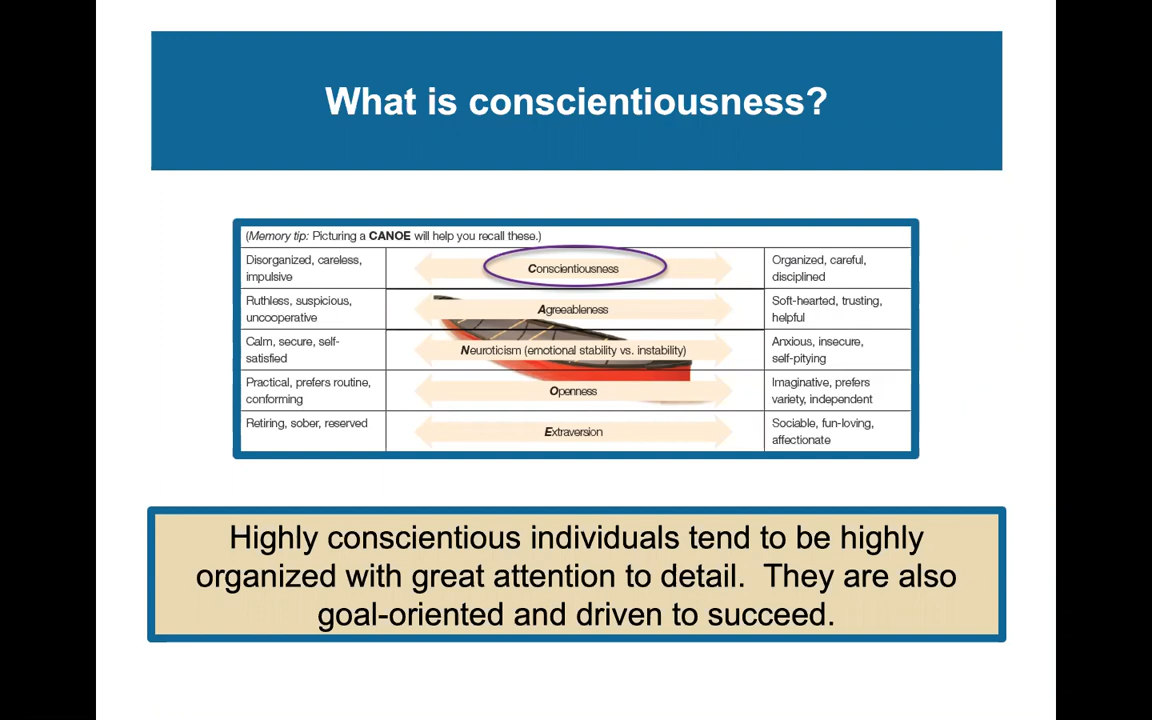 What is conscientiousness?
(Memory tip: Picturing a CANOE will help you recall these.)
Disorganized, careless,
impulsive
Conscientiousness
Organized, careful,
disciplined
Ruthless, suspicious,
uncooperative
Agreeableness
Soft-hearted, trusting,
helpful
Calm, secure, self-
satisfied
Neuroticism (emotional stability vs. instability)
Anxious, insecure,
self-pitying
Practical, prefers routine,
conforming
Openness
Imaginative, prefers
variety, independent
Retiring, sober, reserved
Extraversion
Sociable, fun-loving,
affectionate
Highly conscientious individuals tend to be highly
organized with great attention to detail.  They are also
goal-oriented and driven to succeed.